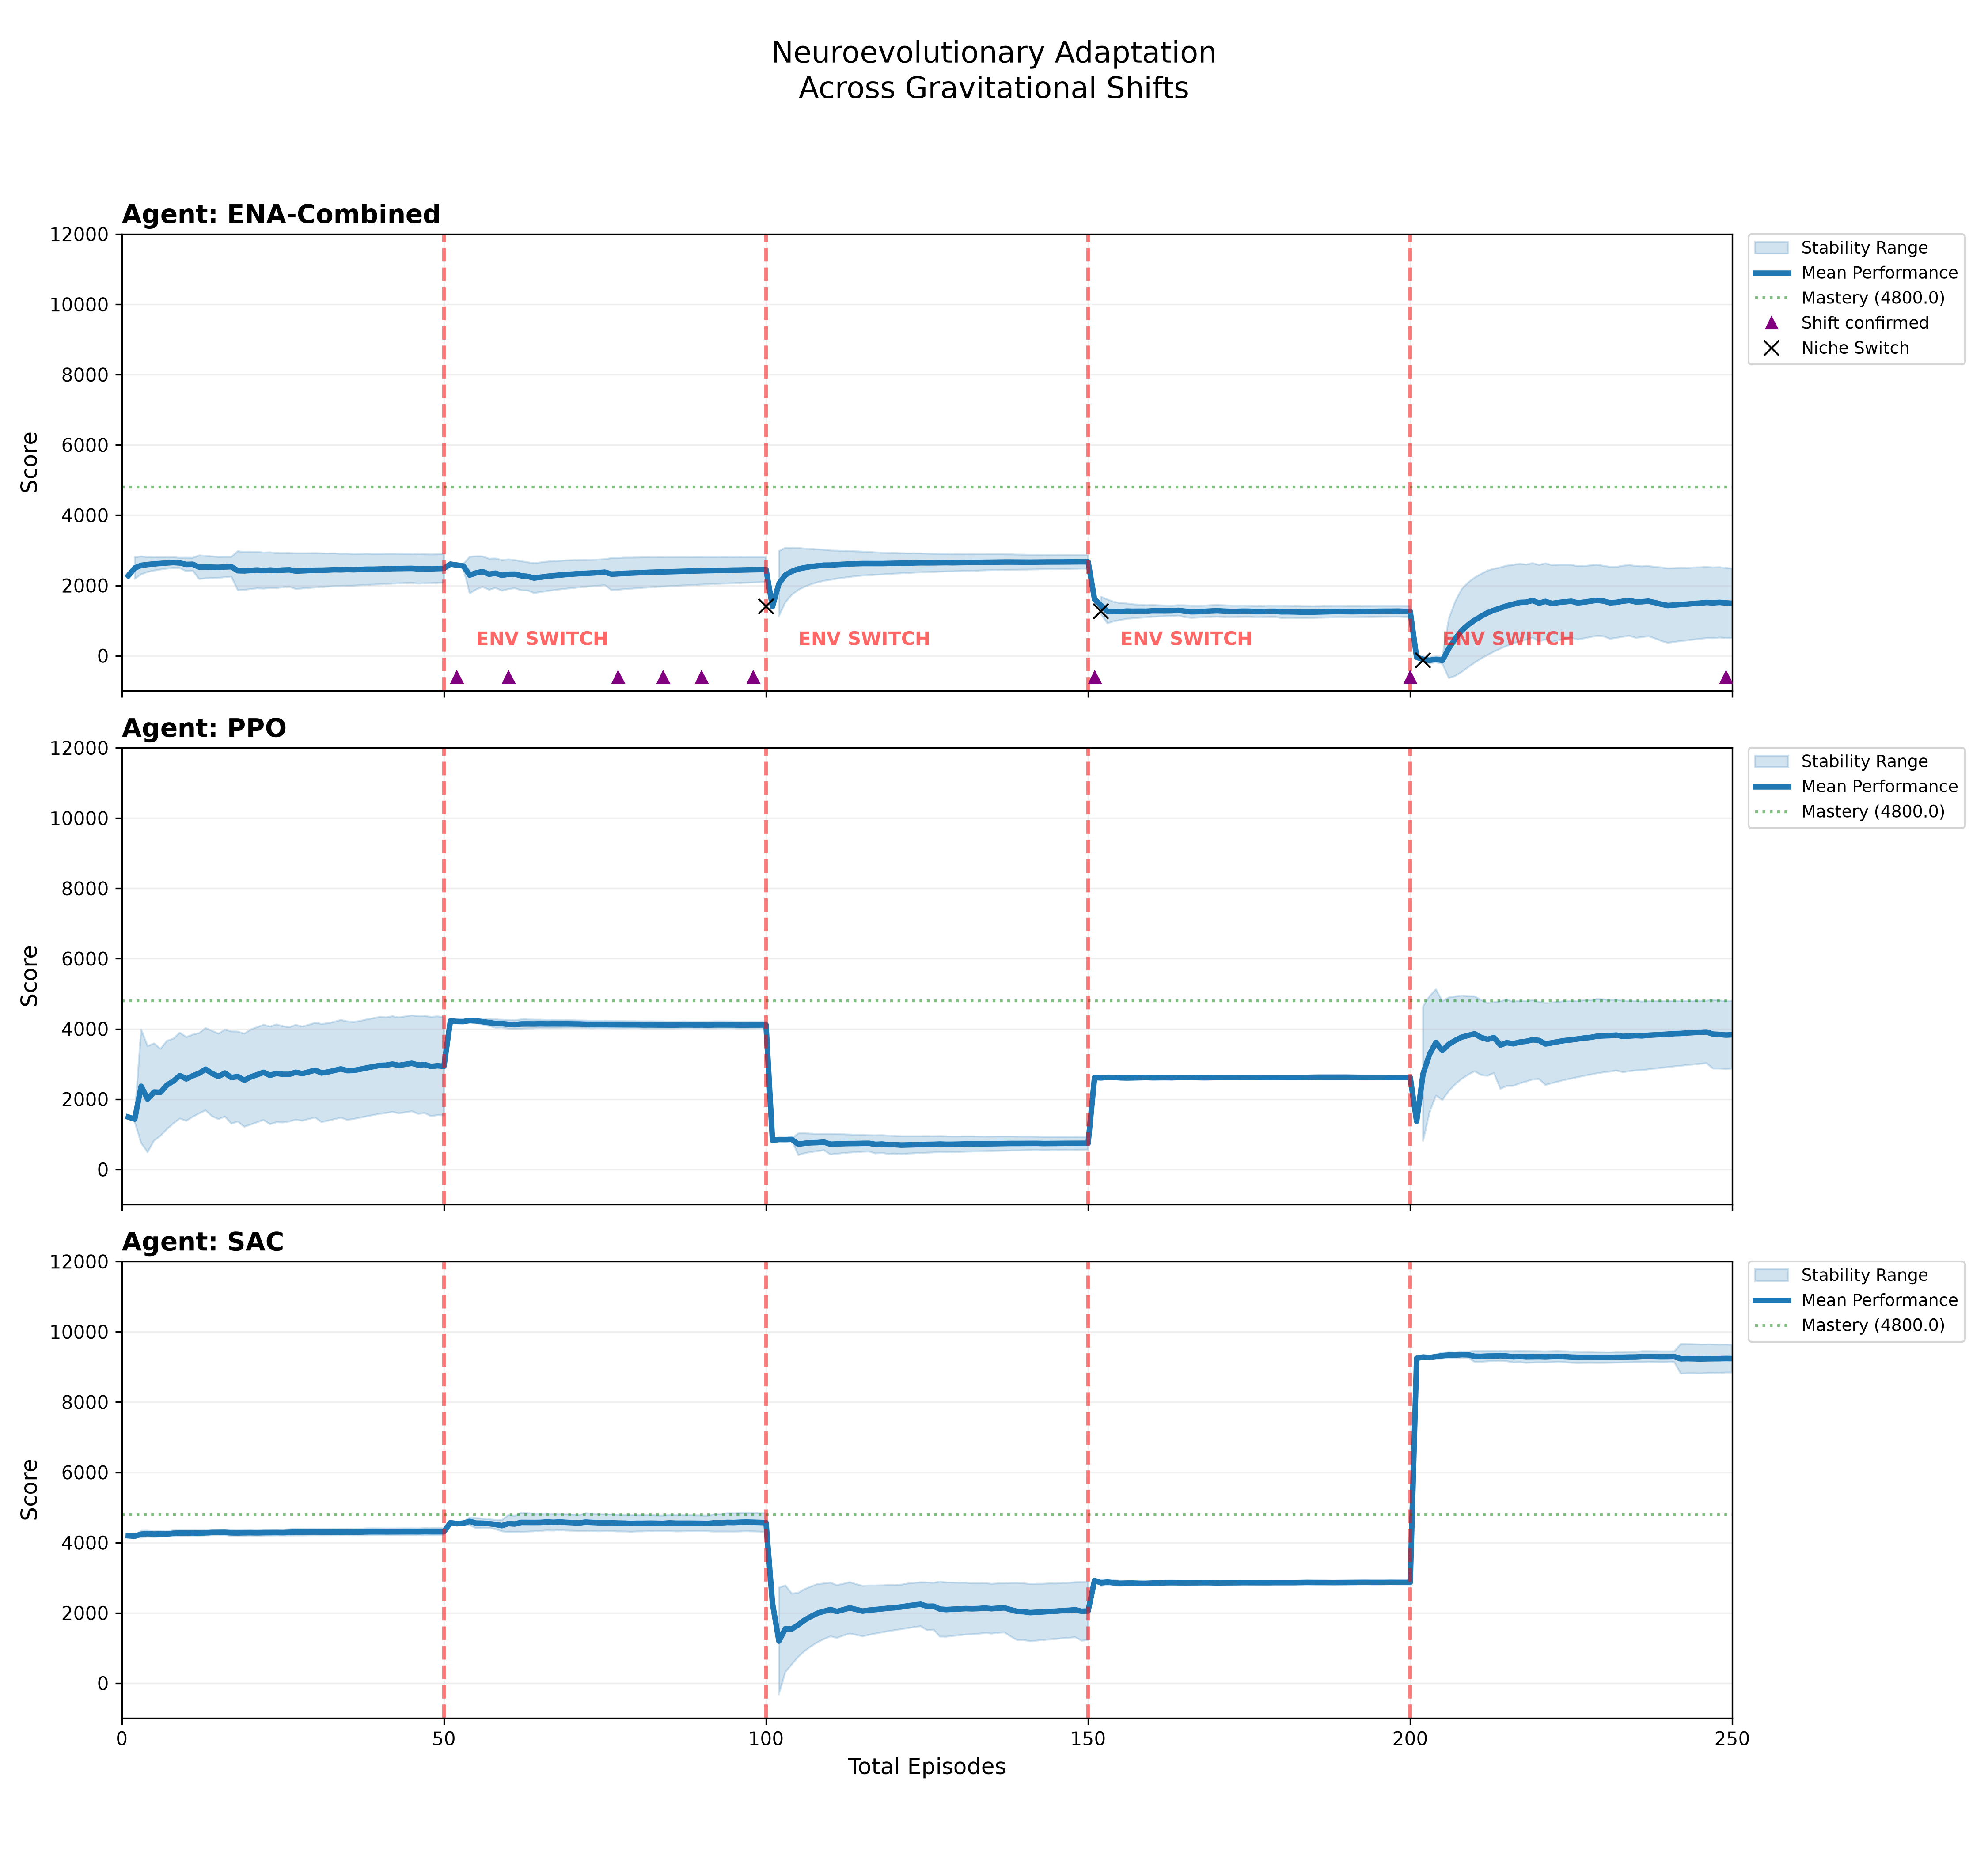 Neuroevolutionary Adaptation
Across Gravitational Shifts
Agent: ENA-Combined
12000
10000
8000
6000
4000
2000
0
Score
ENV SWITCH
ENV SWITCH
ENV SWITCH
ENV SWITCH
Stability Range
Mean Performance
Mastery (4800.0)
Shift confirmed
Niche Switch
Agent: PPO
12000
10000
8000
6000
4000
2000
0
Score
Stability Range
Mean Performance
Mastery (4800.0)
Agent: SAC
12000
10000
8000
6000
4000
2000
0
Score
Stability Range
Mean Performance
Mastery (4800.0)
0 50 100 150 200 250
Total Episodes